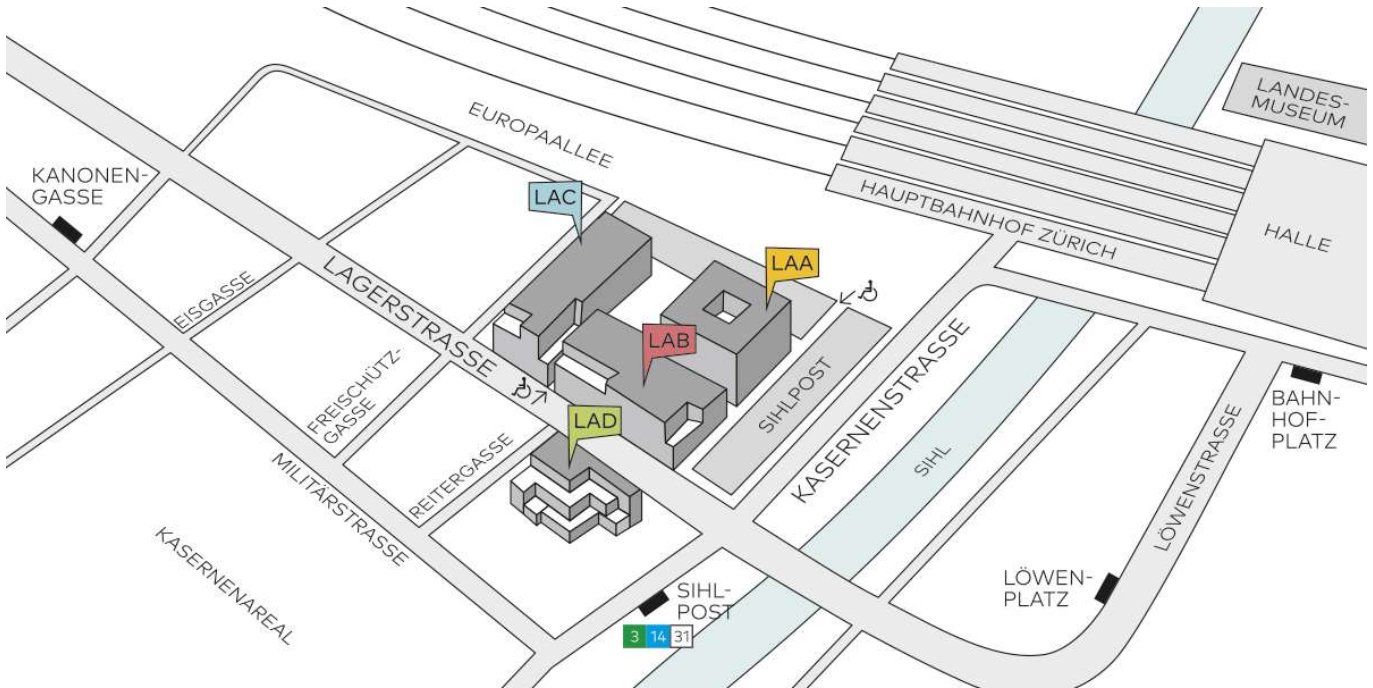 LANDES-
MUSEUM
EUROPAALLEE
KANONEN-
GASSE
LAC
HAUPTBAHNHOF ZÜRICH
HALLE
LAA
LAGERSTRASSE
EISGASSE
LAB
KASERNENSTRASSE
SIHLPOST
FREISCHÜTZ-
GASSE
LAD
BAHN-
HOF-
PLATZ
SIHL
LÖWENSTRASSE
REITERGASSE
MILITÄRSTRASSE
KASERNENAREAL
LÖWEN-
PLATZ
SIHL-
POST
3 14 31